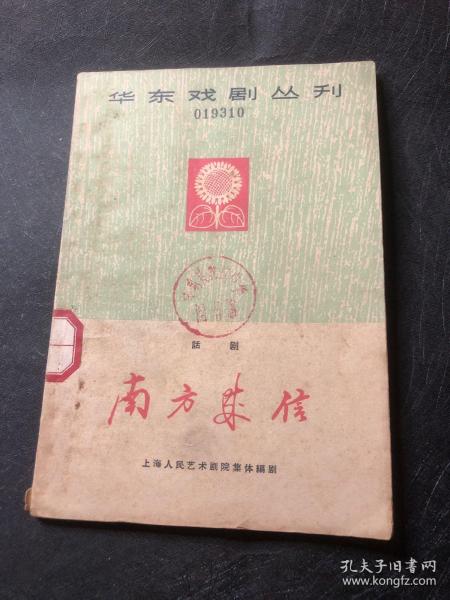 华东戏剧丛刊
019310
話剧
南方来信
上海人民艺术剧院集体編剧
孔夫子旧书网
www.kongfz.com